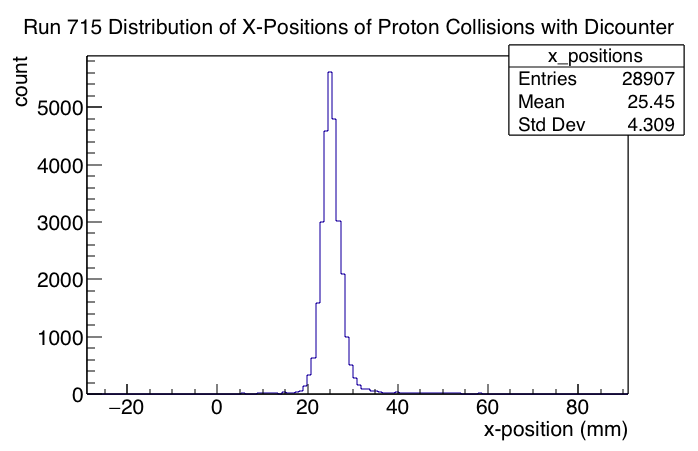 Run 715 Distribution of X-Positions of Proton Collisions with Dicounter
x_positions
Entries 28907
Mean 25.45
Std Dev 4.309
count
5000
4000
3000
2000
1000
0
−20 0 20 40 60 80
x-position (mm)